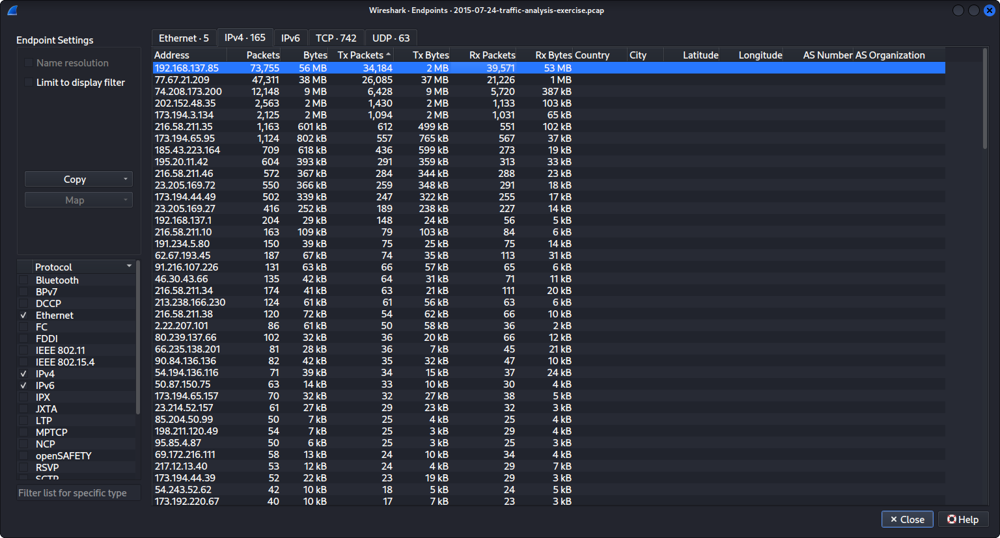 Wireshark · Endpoints · 2015-07-24-traffic-analysis-exercise.pcap
Endpoint Settings
Name resolution
Limit to display filter
Copy
Map
Protocol
Bluetooth
BPv7
DCCP
Ethernet
FC
FDDI
IEEE 802.11
IEEE 802.15.4
IPv4
IPv6
IPX
JXTA
LTP
MPTCP
NCP
openSAFETY
RSVP
SCTP
Filter list for specific type
Ethernet · 5 IPv4 · 165 IPv6 TCP · 742 UDP · 63
Address Packets Bytes Tx Packets Tx Bytes Rx Packets Rx Bytes Country City Latitude Longitude AS Number AS Organization
192.168.137.85 73,755 56 MB 34,184 2 MB 39,571 53 MB
77.67.21.209 47,311 38 MB 26,085 37 MB 21,226 1 MB
74.208.173.200 12,148 9 MB 6,428 9 MB 5,720 387 kB
202.152.48.35 2,563 2 MB 1,430 2 MB 1,133 103 kB
173.194.3.134 2,125 2 MB 1,094 2 MB 1,031 65 kB
216.58.211.35 1,163 601 kB 612 499 kB 551 102 kB
173.194.65.95 1,124 802 kB 557 765 kB 567 37 kB
185.43.223.164 709 618 kB 436 599 kB 273 19 kB
195.20.11.42 604 393 kB 291 359 kB 313 33 kB
216.58.211.46 572 367 kB 284 344 kB 288 23 kB
23.205.169.72 550 366 kB 259 348 kB 291 18 kB
173.194.44.49 502 339 kB 247 322 kB 255 17 kB
23.205.169.27 416 252 kB 189 238 kB 227 14 kB
192.168.137.1 204 29 kB 148 24 kB 56 5 kB
216.58.211.10 163 109 kB 79 103 kB 84 6 kB
191.234.5.80 150 39 kB 75 25 kB 75 14 kB
62.67.193.45 187 67 kB 74 35 kB 113 31 kB
91.216.107.226 131 63 kB 66 57 kB 65 6 kB
46.30.43.66 135 42 kB 64 31 kB 71 11 kB
216.58.211.34 174 41 kB 63 21 kB 111 20 kB
213.238.166.230 124 61 kB 61 56 kB 63 6 kB
216.58.211.38 120 72 kB 54 62 kB 66 10 kB
2.22.207.101 86 61 kB 50 58 kB 36 2 kB
80.239.137.66 102 32 kB 36 20 kB 66 12 kB
66.235.138.201 81 28 kB 36 7 kB 45 21 kB
90.84.136.136 82 42 kB 35 32 kB 47 10 kB
54.194.136.116 71 39 kB 34 15 kB 37 24 kB
50.87.150.75 63 14 kB 33 10 kB 30 4 kB
173.194.65.157 70 32 kB 32 27 kB 38 5 kB
23.214.52.157 61 27 kB 29 23 kB 32 3 kB
85.204.50.99 50 7 kB 25 4 kB 25 4 kB
198.211.120.49 54 7 kB 25 3 kB 29 4 kB
95.85.4.87 50 6 kB 25 3 kB 25 3 kB
69.172.216.111 58 13 kB 24 10 kB 34 4 kB
217.12.13.40 53 12 kB 24 4 kB 29 7 kB
173.194.44.39 52 22 kB 23 19 kB 29 3 kB
54.243.52.62 42 10 kB 18 5 kB 24 5 kB
173.192.220.67 40 10 kB 17 7 kB 23 3 kB
Close Help